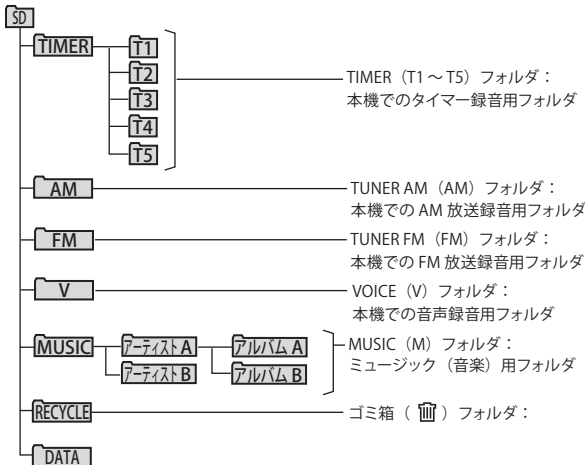 SD
TIMER
T1
T2
T3
T4
T5
TIMER（T1～T5）フォルダ：
本機でのタイマー録音用フォルダ
AM
TUNER AM（AM）フォルダ：
本機での AM 放送録音用フォルダ
FM
TUNER FM（FM）フォルダ：
本機での FM 放送録音用フォルダ
V
VOICE（V）フォルダ：
本機での音声録音用フォルダ
MUSIC
アーティスト A
アルバム A
アーティスト B
アルバム B
MUSIC（M）フォルダ：
ミュージック（音楽）用フォルダ
RECYCLE
ゴミ箱（ ）フォルダ：
DATA